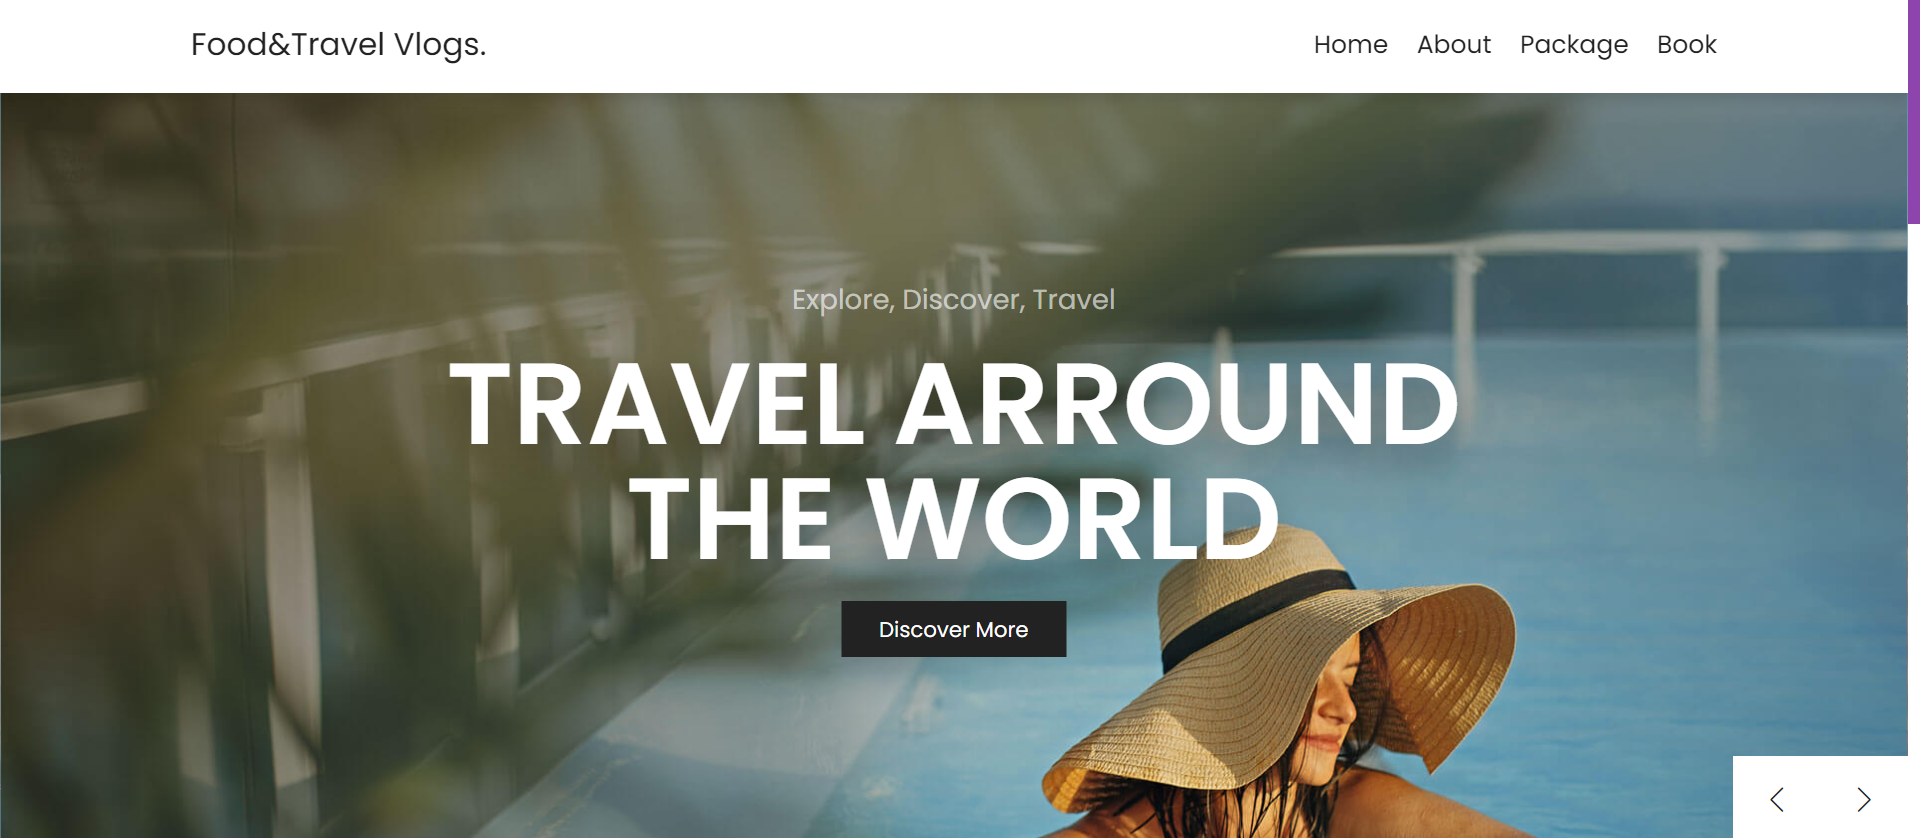 Food&Travel Vlogs.
Home About Package Book
Explore, Discover, Travel
TRAVEL ARROUND
THE WORLD
Discover More